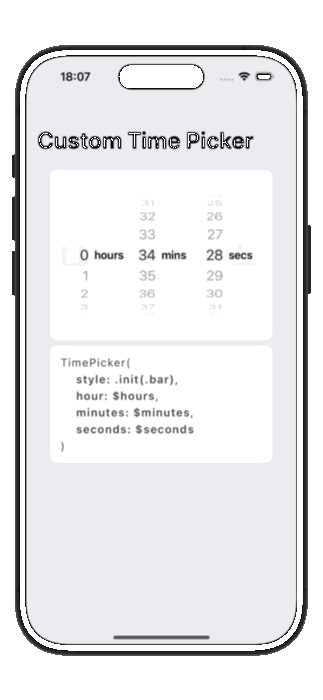 18:07
Custom Time Picker
31 25
32 26
33 27
0 hours 34 mins 28 secs
1 35 29
2 36 30
3 37 31
TimePicker(
style: .init(.bar),
hour: $hours,
minutes: $minutes,
seconds: $seconds
)